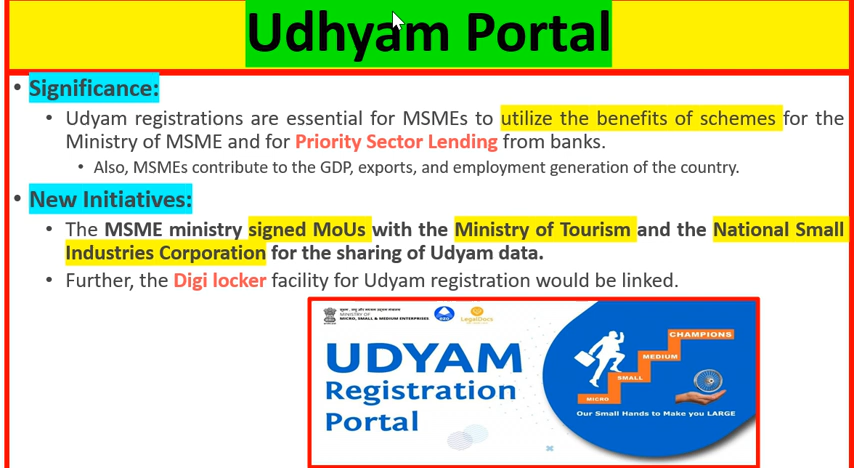 Udhyam Portal
• Significance:
• Udyam registrations are essential for MSMEs to utilize the benefits of schemes for the
Ministry of MSME and for Priority Sector Lending from banks.
• Also, MSMEs contribute to the GDP, exports, and employment generation of the country.
• New Initiatives:
• The MSME ministry signed MoUs with the Ministry of Tourism and the National Small
Industries Corporation for the sharing of Udyam data.
• Further, the Digi locker facility for Udyam registration would be linked.
MINISTRY OF
MICRO, SMALL & MEDIUM ENTERPRISES
LegalDocs
UDYAM
Registration
Portal
CHAMPIONS
MEDIUM
SMALL
MICRO
Our Small Hands to Make you LARGE